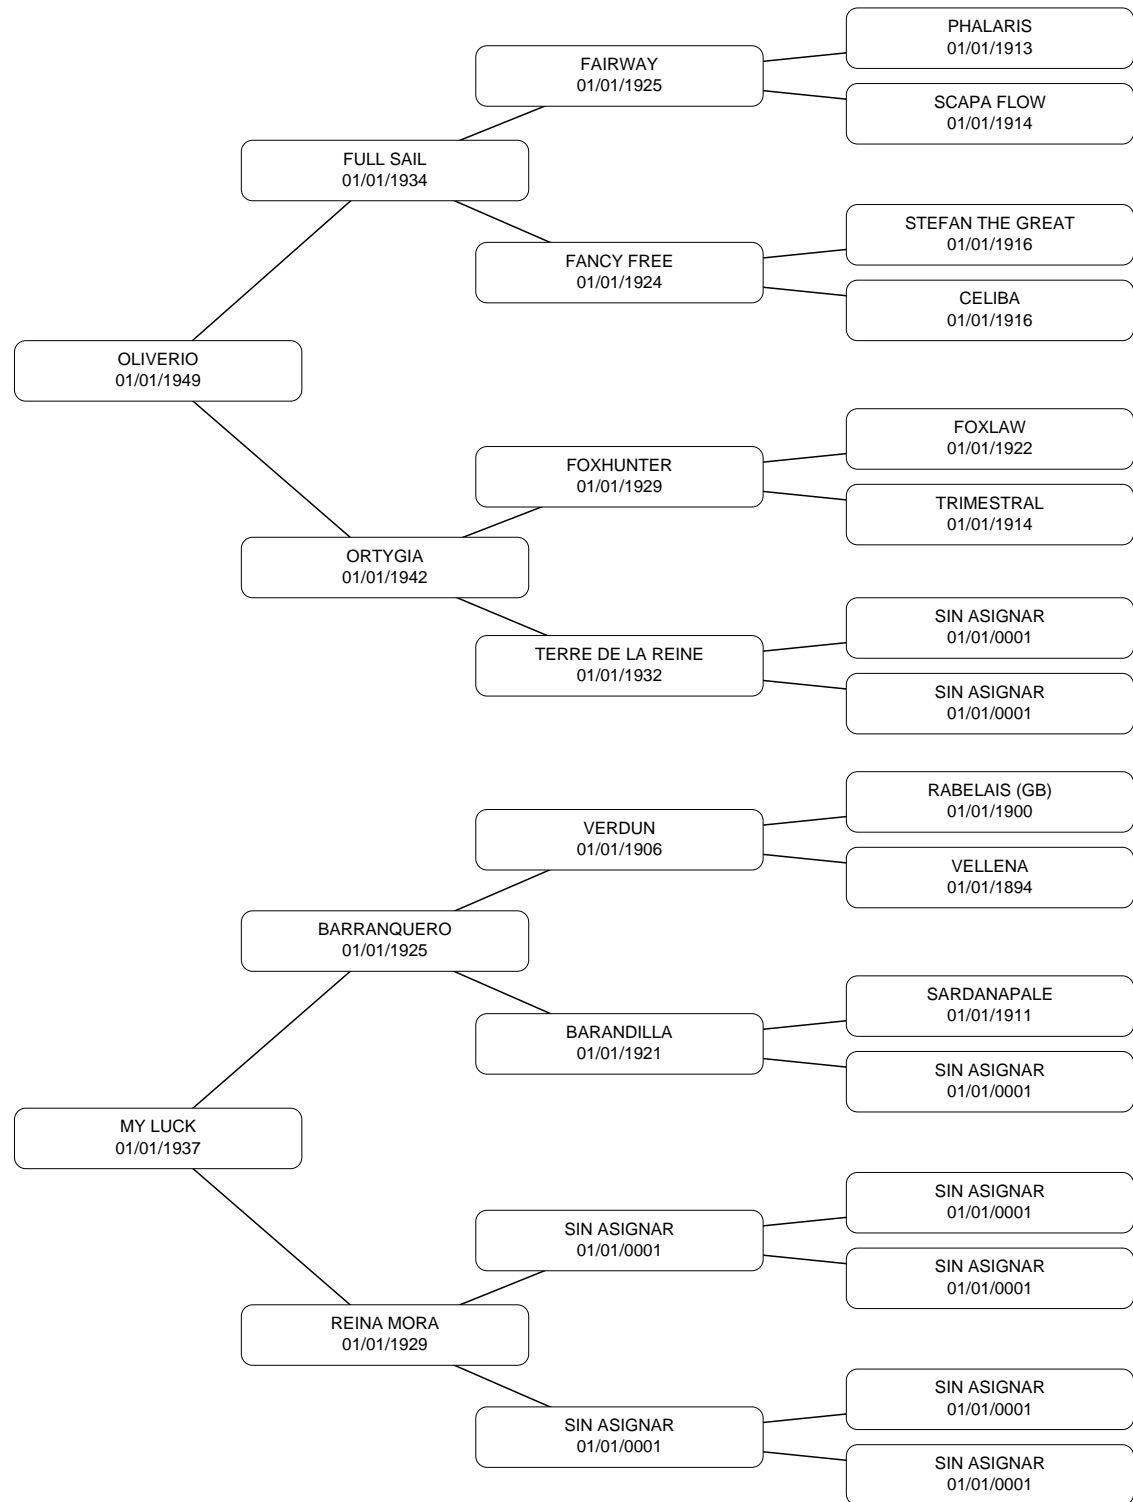 PHALARIS
01/01/1913
FAIRWAY
01/01/1925
SCAPA FLOW
01/01/1914
FULL SAIL
01/01/1934
STEFAN THE GREAT
01/01/1916
FANCY FREE
01/01/1924
CELIBA
01/01/1916
OLIVERIO
01/01/1949
FOXLAW
01/01/1922
FOXHUNTER
01/01/1929
TRIMESTRAL
01/01/1914
ORTYGIA
01/01/1942
SIN ASIGNAR
01/01/0001
TERRE DE LA REINE
01/01/1932
SIN ASIGNAR
01/01/0001
RABELAIS (GB)
01/01/1900
VERDUN
01/01/1906
VELLENA
01/01/1894
BARRANQUERO
01/01/1925
SARDANAPALE
01/01/1911
BARANDILLA
01/01/1921
SIN ASIGNAR
01/01/0001
MY LUCK
01/01/1937
SIN ASIGNAR
01/01/0001
SIN ASIGNAR
01/01/0001
SIN ASIGNAR
01/01/0001
REINA MORA
01/01/1929
SIN ASIGNAR
01/01/0001
SIN ASIGNAR
01/01/0001
SIN ASIGNAR
01/01/0001